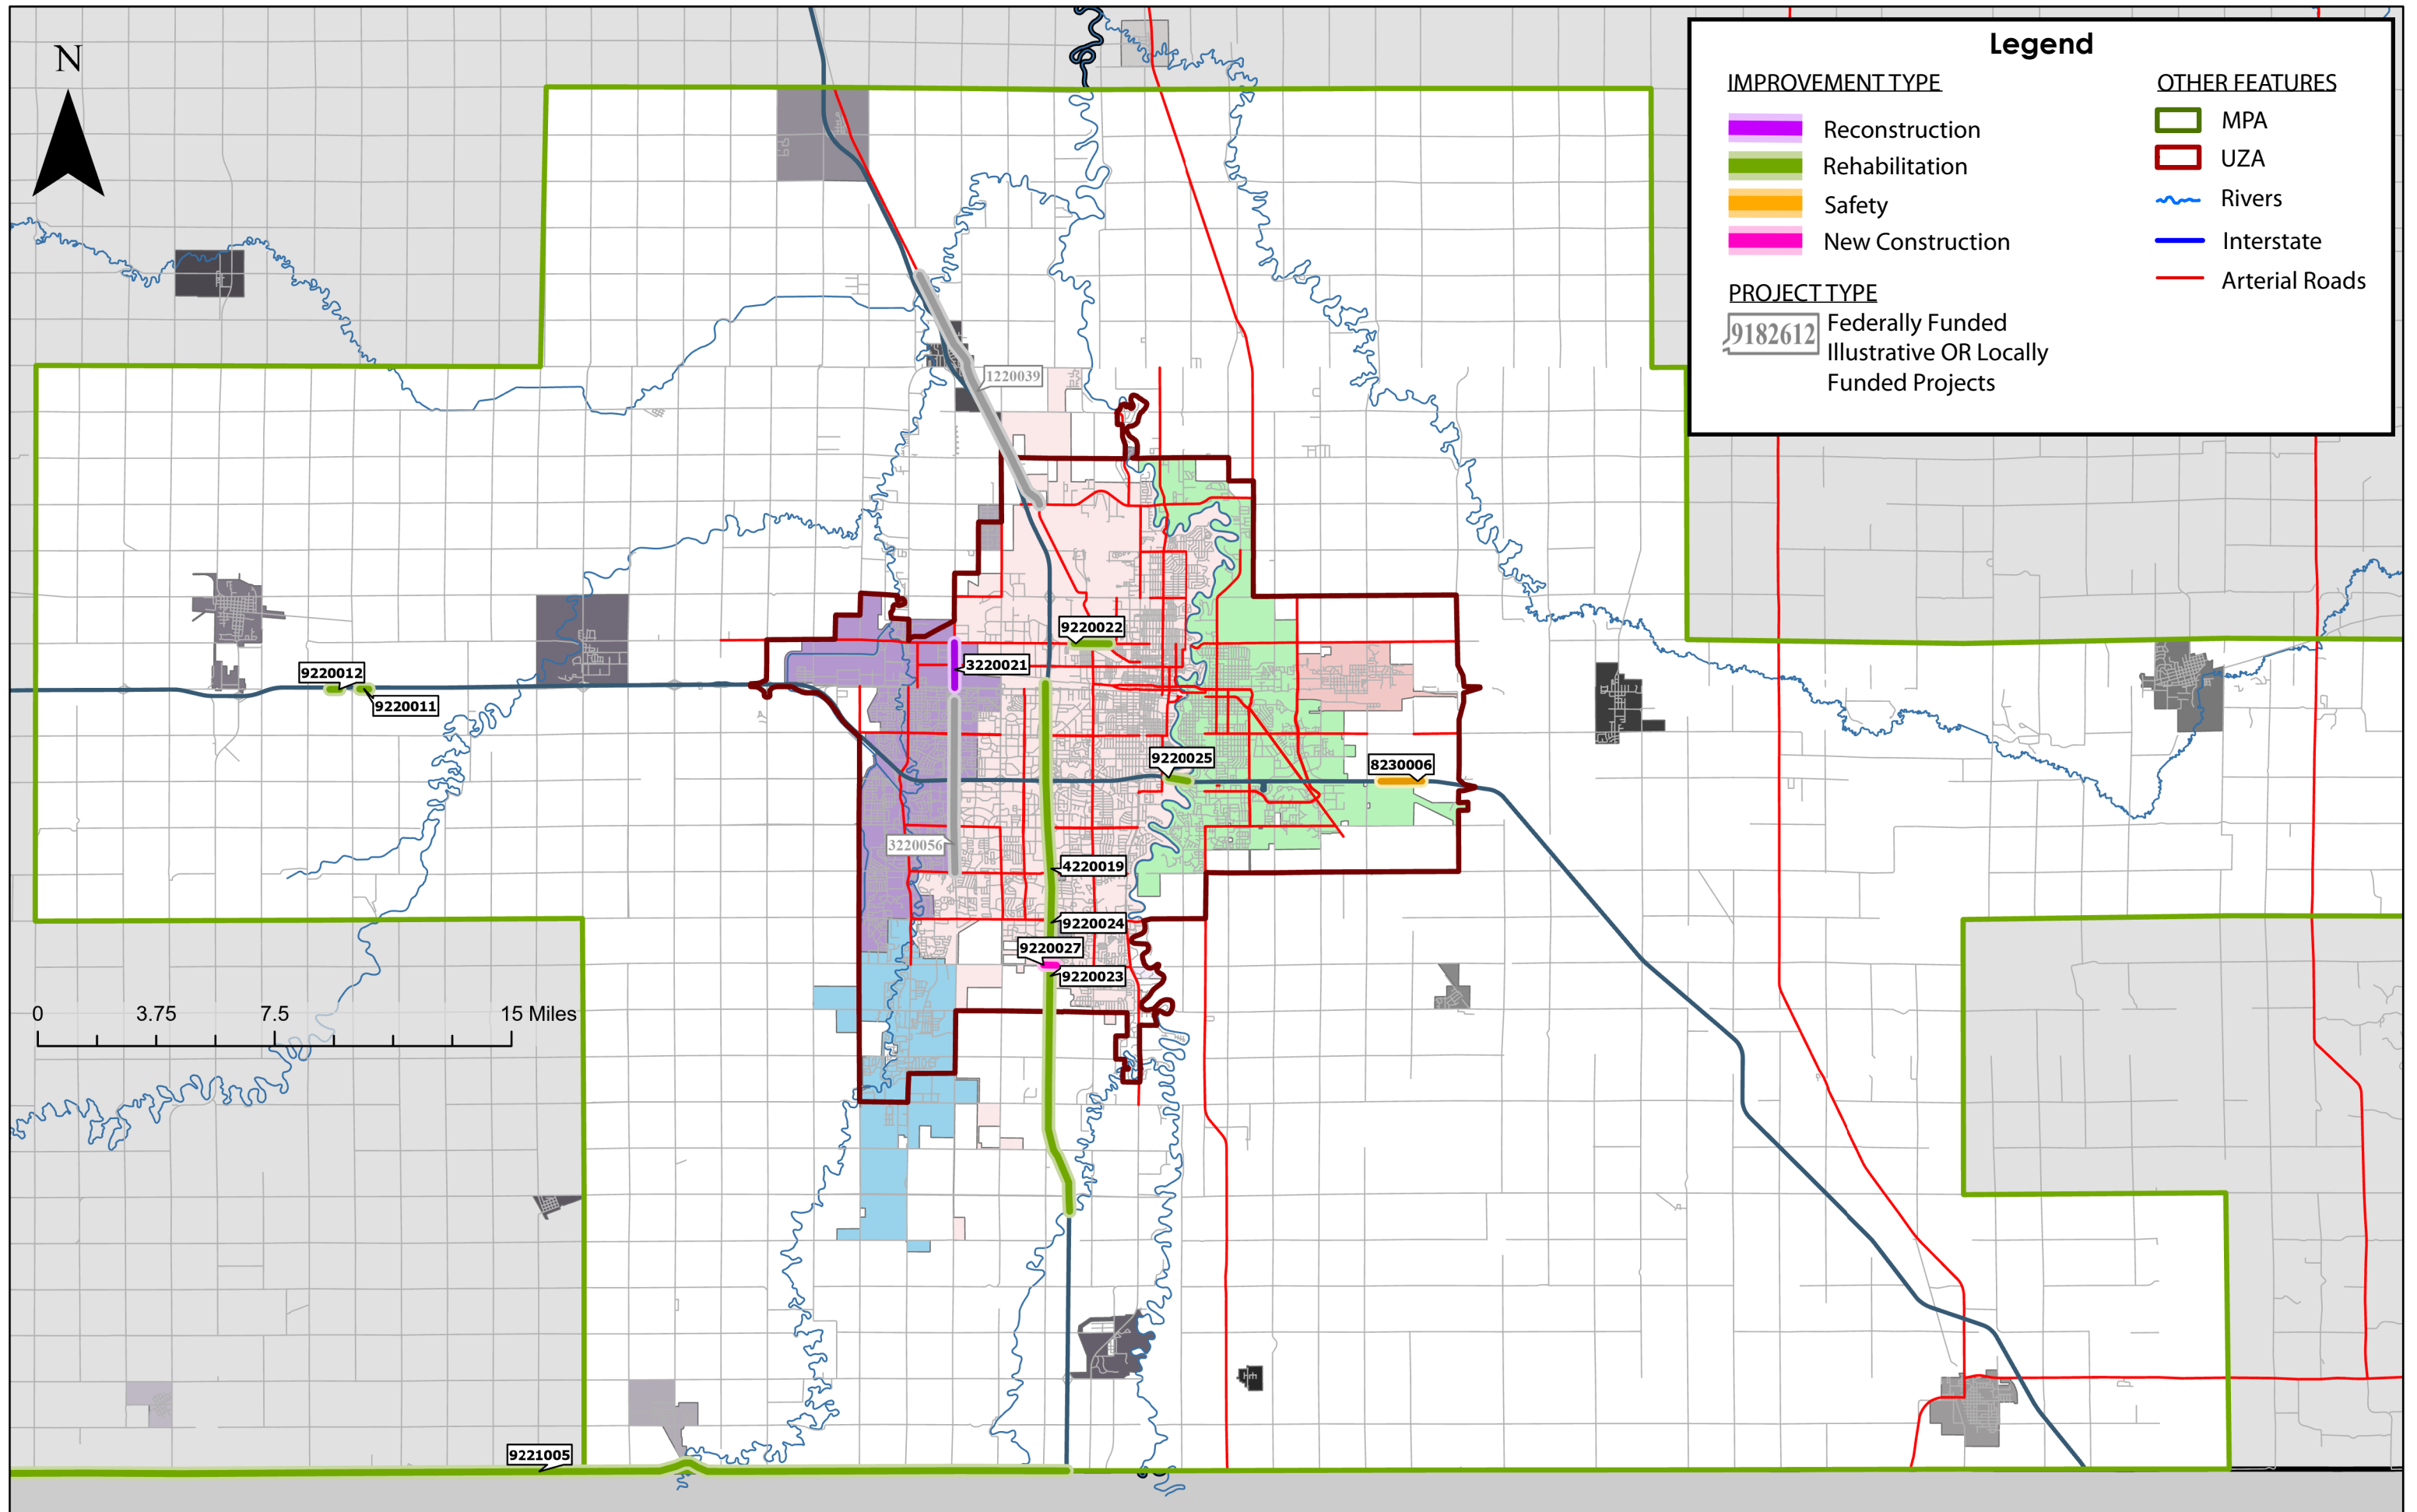 N
Legend
IMPROVEMENT TYPE
Reconstruction
Rehabilitation
Safety
New Construction
PROJECT TYPE
9182612
Federally Funded
Illustrative OR Locally
Funded Projects
OTHER FEATURES
MPA
UZA
Rivers
Interstate
Arterial Roads
1220039
9220022
3220021
9220012
9220011
9220025
8230006
3220056
4220019
9220024
9220027
9220023
0 3.75 7.5 15 Miles
9221005